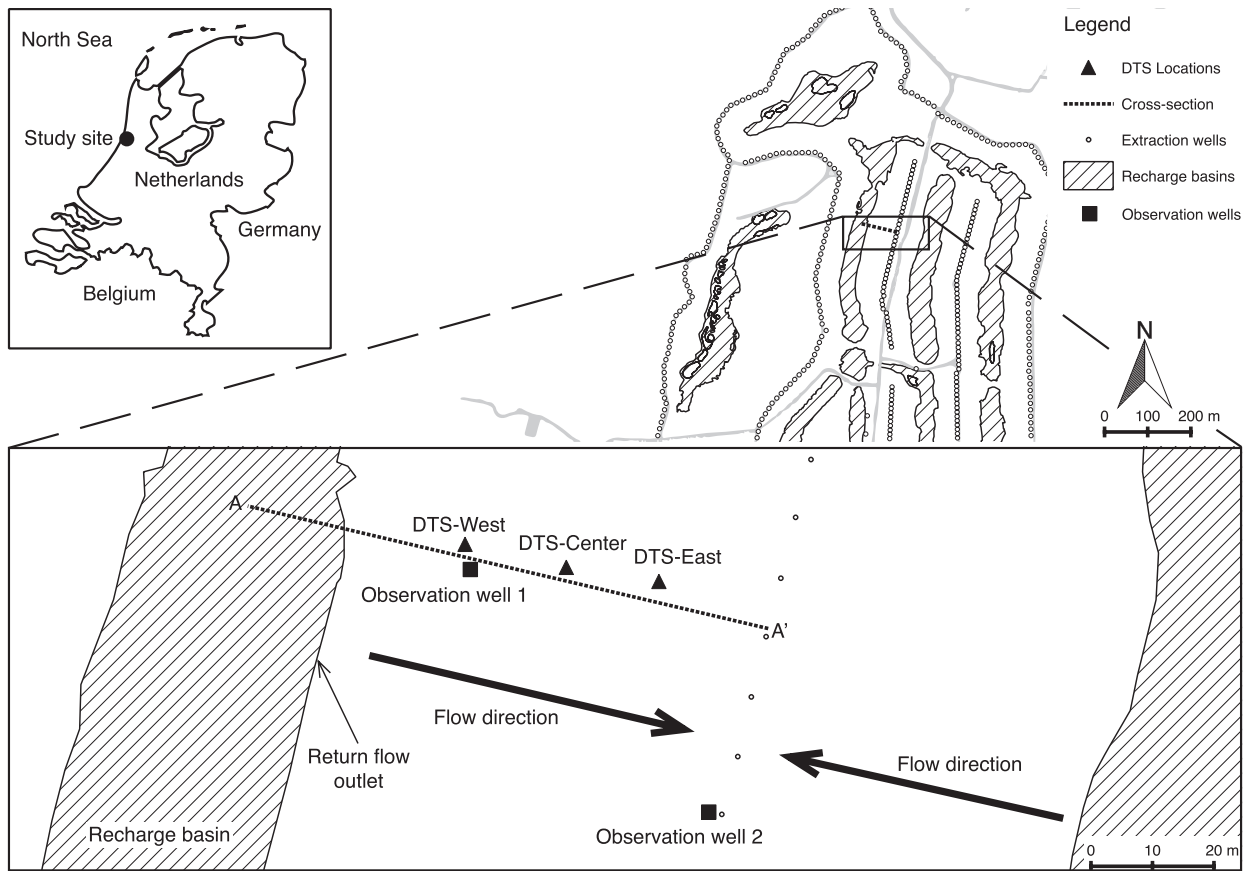 North Sea
Study site
Netherlands
Germany
Belgium
Legend
DTS Locations
Cross-section
Extraction wells
Recharge basins
Observation wells
N
0 100 200 m
A
DTS-West
DTS-Center
DTS-East
Observation well 1
A'
Flow direction
Return flow
outlet
Flow direction
Recharge basin
Observation well 2
0 10 20 m